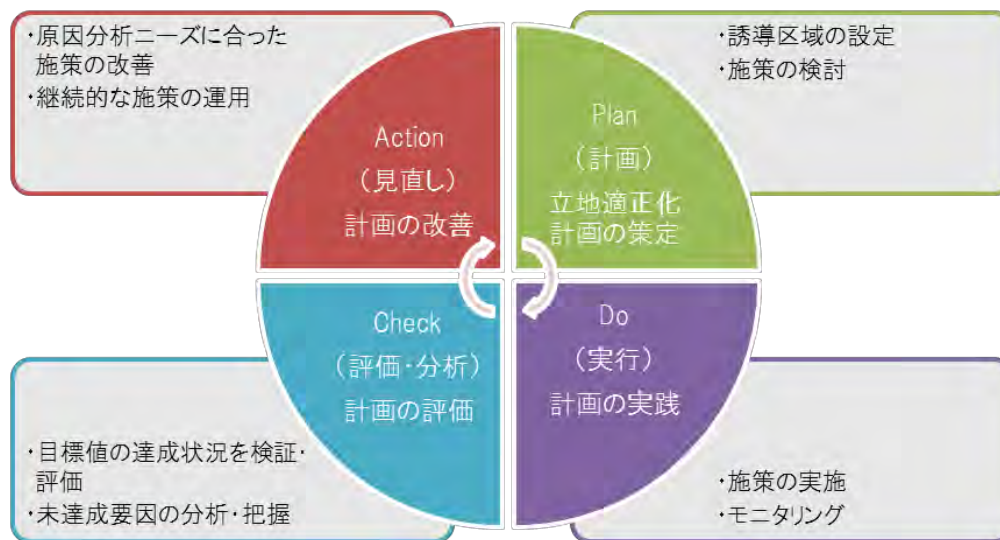 ・原因分析ニーズに合った
施策の改善
・継続的な施策の運用
Action
（見直し）
計画の改善
・誘導区域の設定
・施策の検討
Plan
（計画）
立地適正化
計画の策定
Check
（評価・分析）
計画の評価
・目標値の達成状況を検証・
評価
・未達成要因の分析・把握
Do
（実行）
計画の実践
・施策の実施
・モニタリング